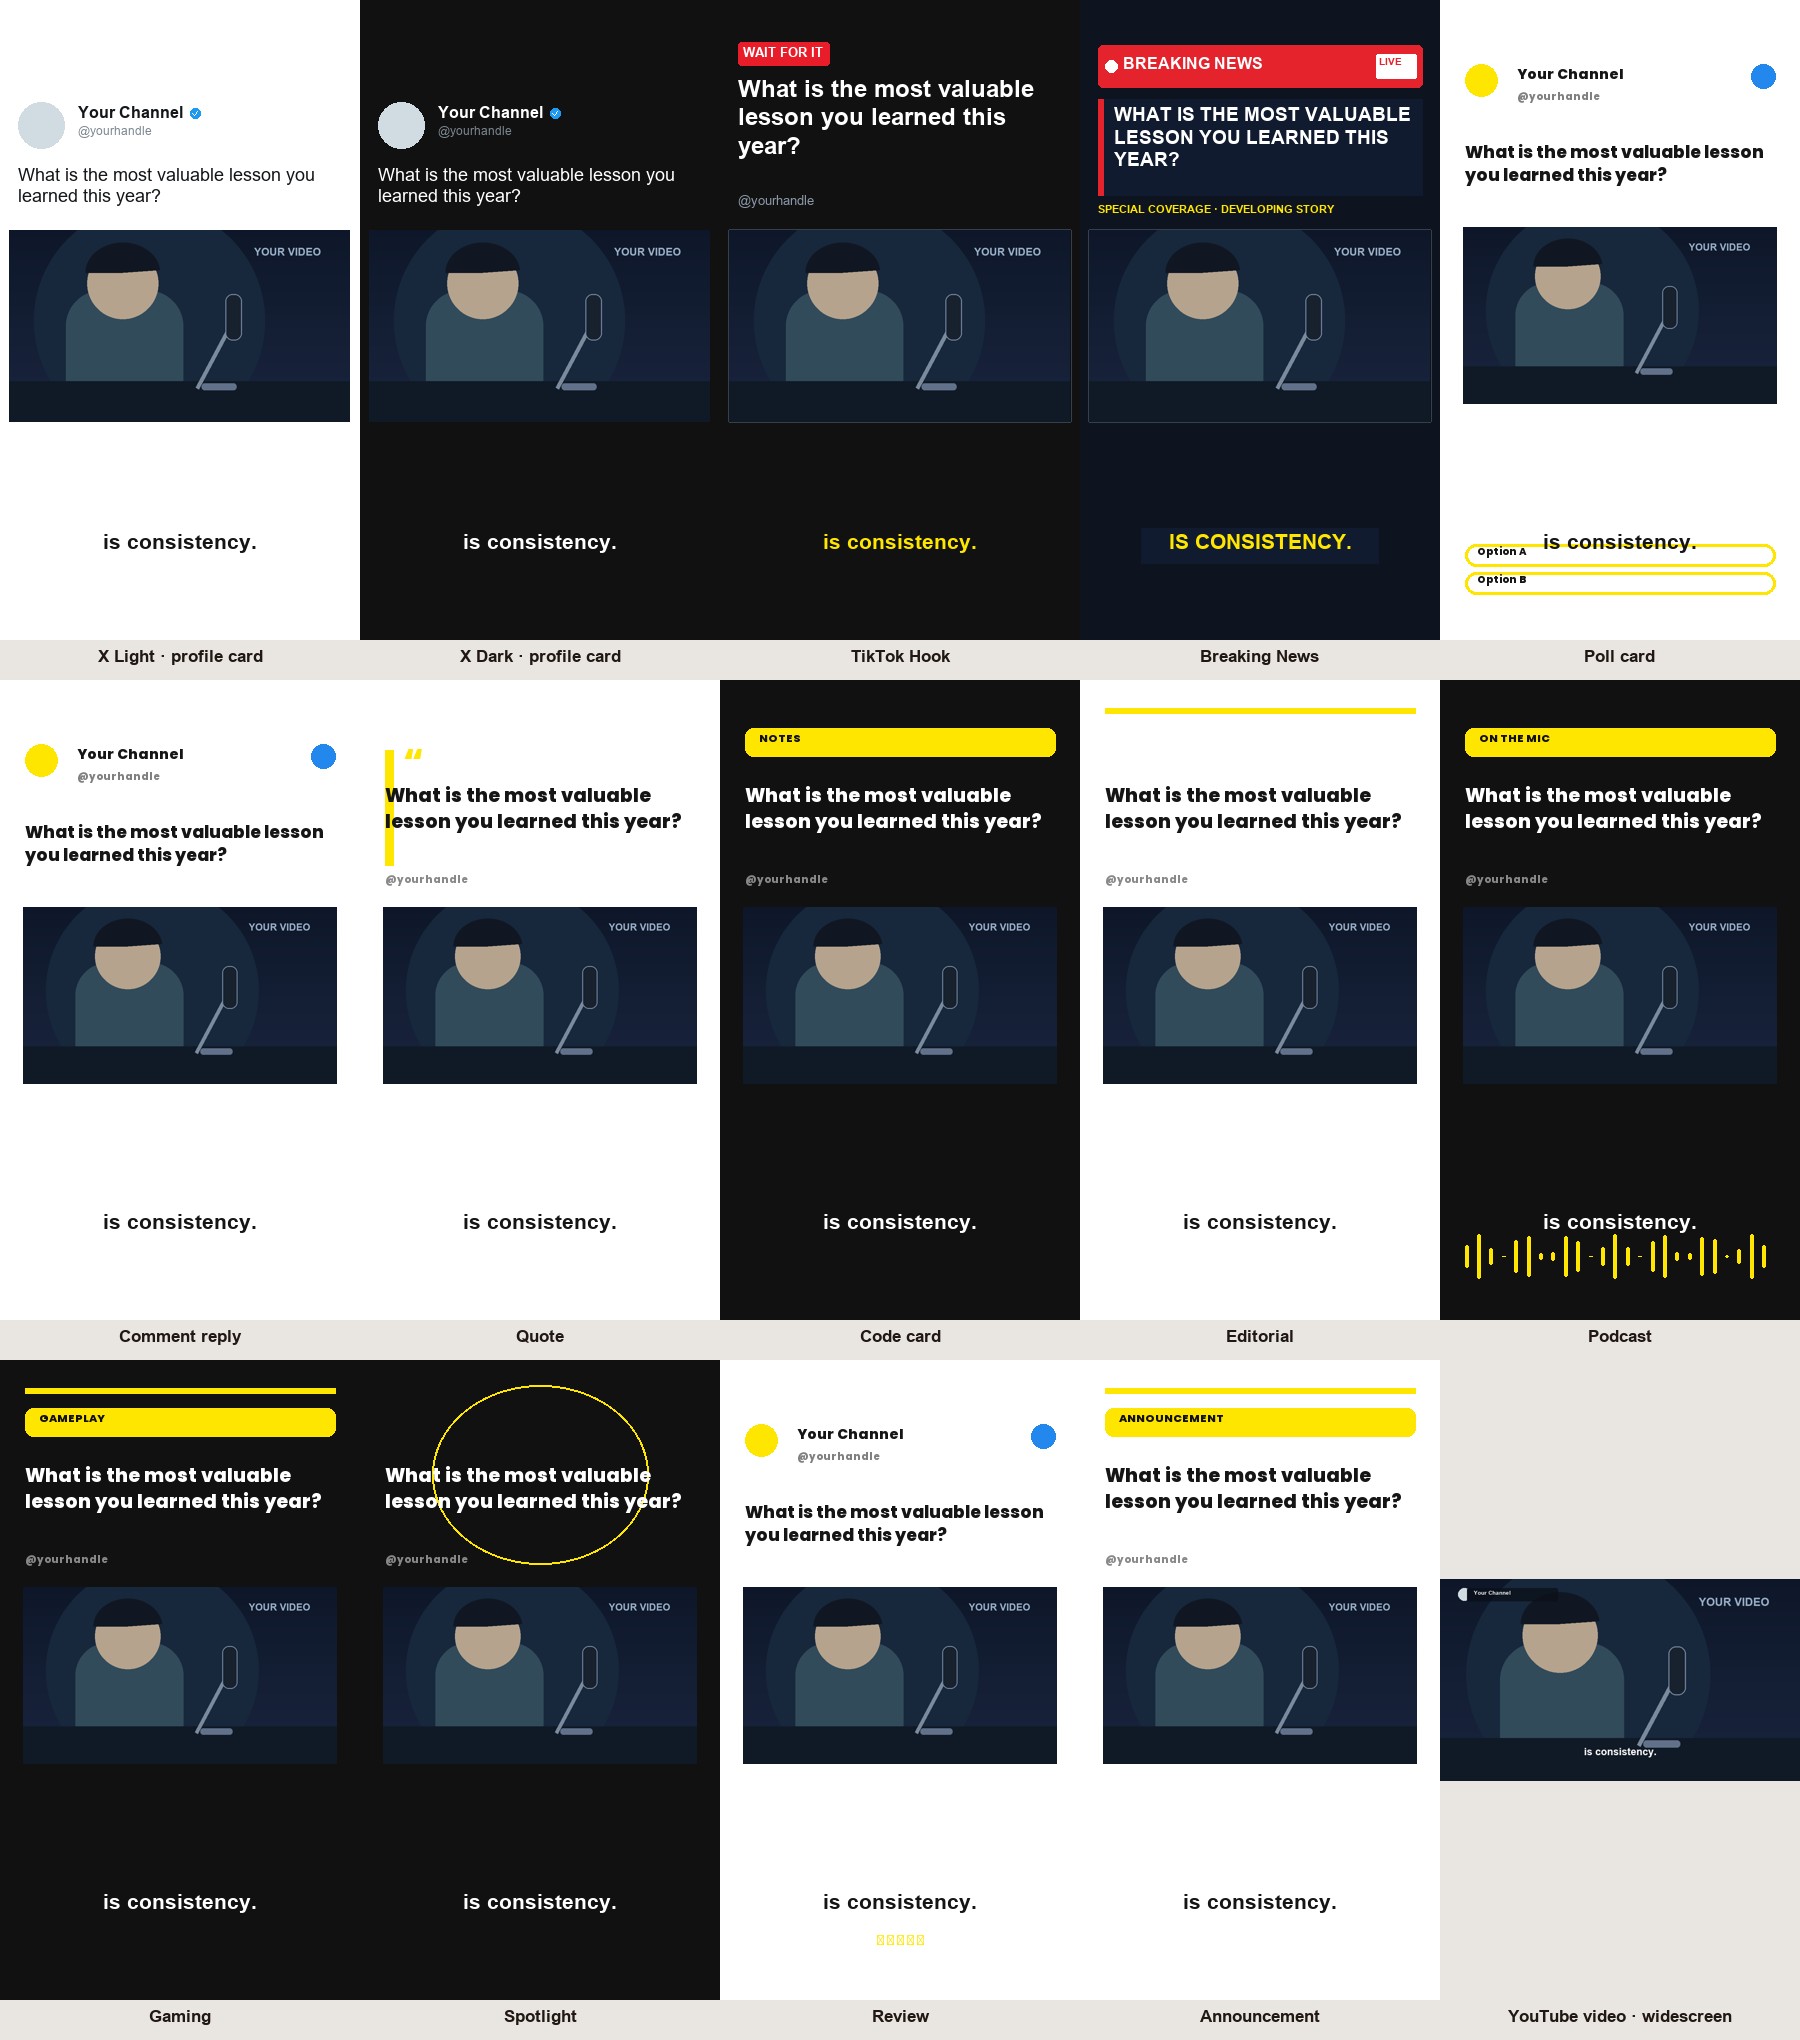 Your Channel
@yourhandle
What is the most valuable lesson you
learned this year?
YOUR VIDEO
is consistency.
X Light · profile card
Your Channel
@yourhandle
What is the most valuable lesson you
learned this year?
YOUR VIDEO
is consistency.
X Dark · profile card
WAIT FOR IT
What is the most valuable
lesson you learned this
year?
@yourhandle
YOUR VIDEO
is consistency.
TikTok Hook
BREAKING NEWS
LIVE
WHAT IS THE MOST VALUABLE
LESSON YOU LEARNED THIS
YEAR?
SPECIAL COVERAGE · DEVELOPING STORY
YOUR VIDEO
IS CONSISTENCY.
Breaking News
Your Channel
@yourhandle
What is the most valuable lesson
you learned this year?
YOUR VIDEO
is consistency.
Option A
Option B
Poll card
Your Channel
@yourhandle
What is the most valuable lesson
you learned this year?
YOUR VIDEO
is consistency.
Comment reply
“
What is the most valuable
lesson you learned this year?
@yourhandle
YOUR VIDEO
is consistency.
Quote
NOTES
What is the most valuable
lesson you learned this year?
@yourhandle
YOUR VIDEO
is consistency.
Code card
What is the most valuable
lesson you learned this year?
@yourhandle
YOUR VIDEO
is consistency.
Editorial
ON THE MIC
What is the most valuable
lesson you learned this year?
@yourhandle
YOUR VIDEO
is consistency.
Podcast
GAMEPLAY
What is the most valuable
lesson you learned this year?
@yourhandle
YOUR VIDEO
is consistency.
Gaming
What is the most valuable
lesson you learned this year?
@yourhandle
YOUR VIDEO
is consistency.
Spotlight
Your Channel
@yourhandle
What is the most valuable lesson
you learned this year?
YOUR VIDEO
is consistency.
Review
ANNOUNCEMENT
What is the most valuable
lesson you learned this year?
@yourhandle
YOUR VIDEO
is consistency.
Announcement
Your Channel
YOUR VIDEO
is consistency.
YouTube video · widescreen